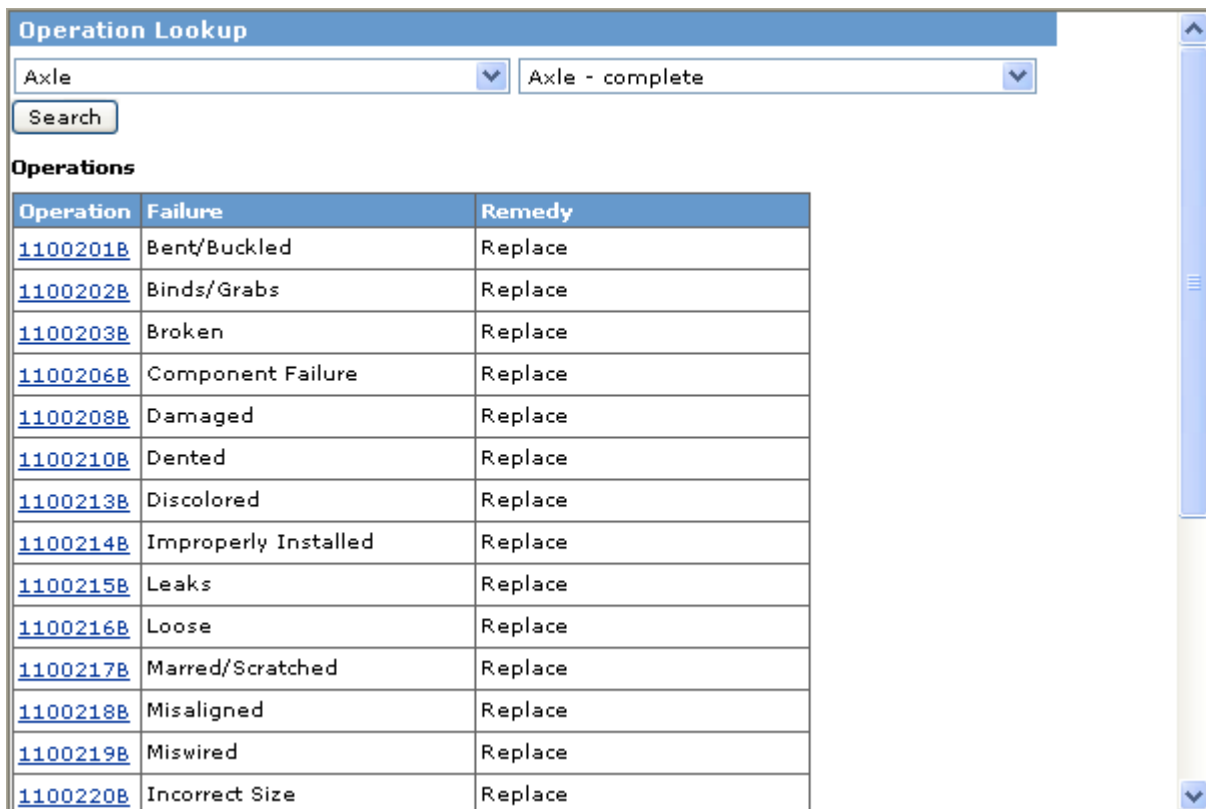 Operation Lookup
Axle Axle - complete
Search
Operations
Operation Failure Remedy
1100201B Bent/Buckled Replace
1100202B Binds/Grabs Replace
1100203B Broken Replace
1100206B Component Failure Replace
1100208B Damaged Replace
1100210B Dented Replace
1100213B Discolored Replace
1100214B Improperly Installed Replace
1100215B Leaks Replace
1100216B Loose Replace
1100217B Marred/Scratched Replace
1100218B Misaligned Replace
1100219B Miswired Replace
1100220B Incorrect Size Replace